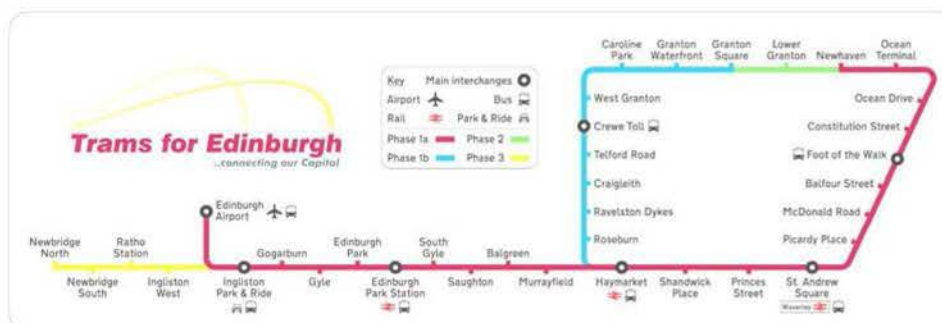 Trams for Edinburgh
...connecting our Capital
Key Main interchanges
Airport Bus
Rail Park & Ride
Phase 1a Phase 2
Phase 1b Phase 3
Caroline
Park
Granton
Waterfront
Granton
Square
Lower
Granton
Newhaven
Ocean
Terminal
West Granton
Crewe Toll
Telford Road
Craigleith
Ravelston Dykes
Roseburn
Ocean Drive
Constitution Street
Foot of the Walk
Balfour Street
McDonald Road
Picardy Place
Edinburgh
Airport
Newbridge
North
Ratho
Station
Gogarburn
Edinburgh
Park
South
Gyle
Balgreen
Newbridge
South
Ingliston
West
Ingliston
Park & Ride
Gyle
Edinburgh
Park Station
Saughton
Murrayfield
Haymarket
Shandwick
Place
Princes
Street
St. Andrew
Square
Waverley